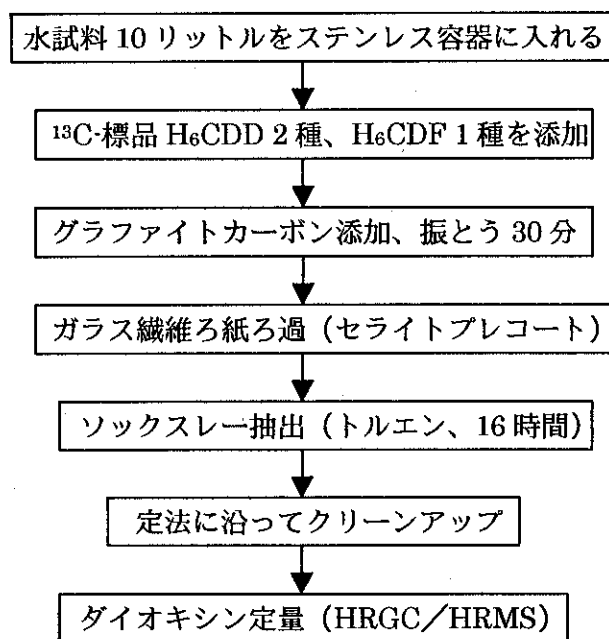 水試料 10 リットルをステンレス容器に入れる
¹³C-標品 H₆CDD 2 種、H₆CDF 1 種を添加
グラファイトカーボン添加、振とう 30 分
ガラス繊維ろ紙ろ過（セライトプレコート）
ソックスレー抽出（トルエン、16 時間）
定法に沿ってクリーンアップ
ダイオキシン定量（HRGC／HRMS）